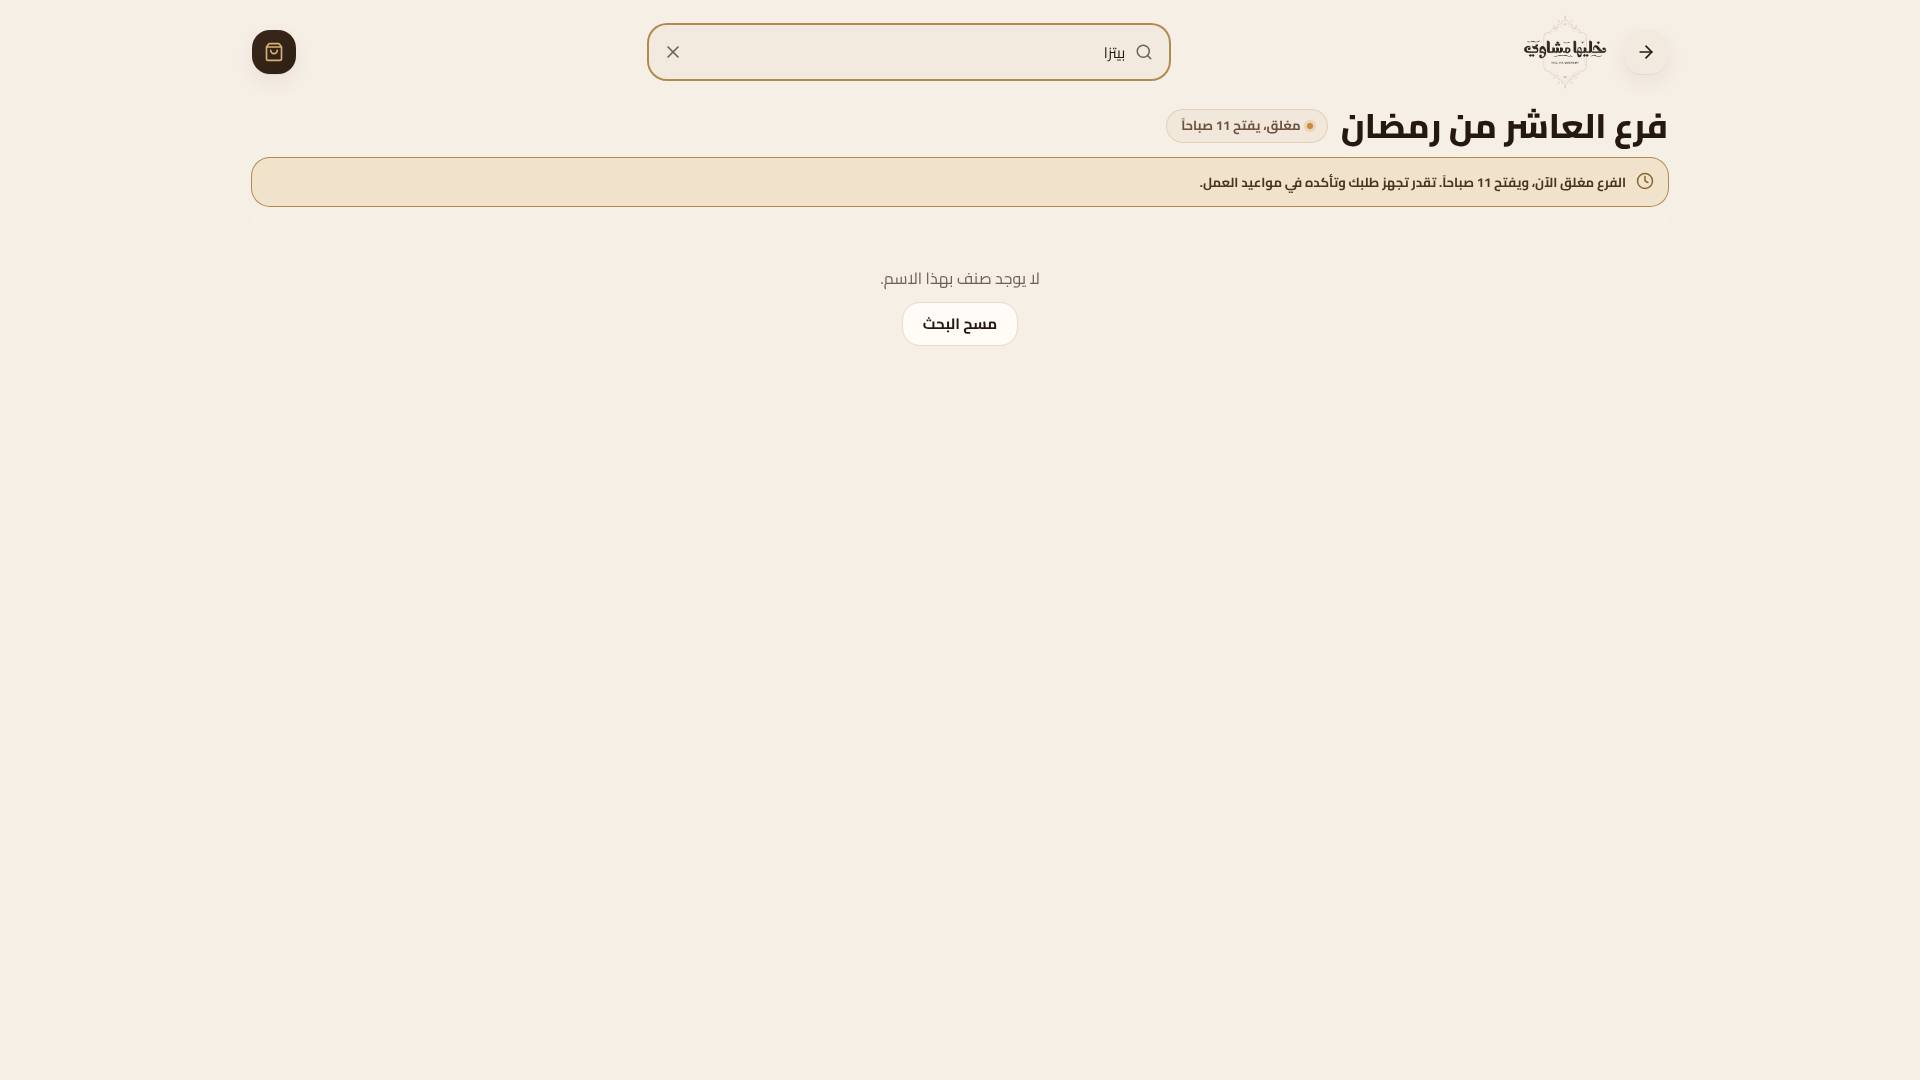 خليها مشاوي
بيتزا
فرع العاشر من رمضان
مغلق، يفتح 11 صباحاً
الفرع مغلق الآن، ويفتح 11 صباحاً. تقدر تجهز طلبك وتأكده في مواعيد العمل.
لا يوجد صنف بهذا الاسم.
مسح البحث